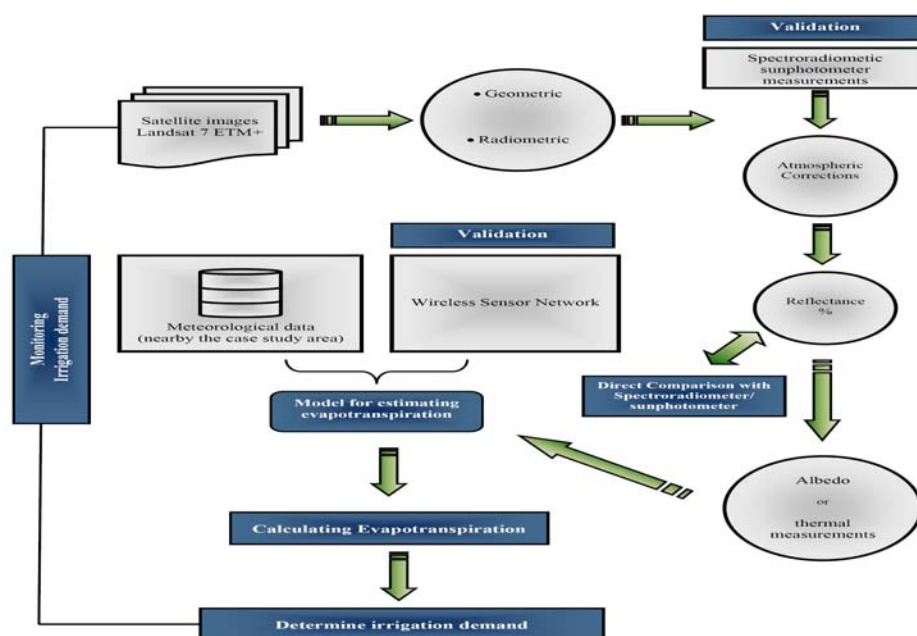 Validation
Spectroradiometic
sunphotometer
measurements
Satellite images
Landsat 7 ETM+
• Geometric
• Radiometric
Atmospheric
Corrections
Validation
Meteorological data
(nearby the case study area)
Wireless Sensor Network
Reflectance
%
Monitoring
Irrigation demand
Model for estimating
evapotranspiration
Direct Comparison with
Spectroradiometer/
sunphotometer
Albedo
or
thermal
measurements
Calculating Evapotranspiration
Determine irrigation demand